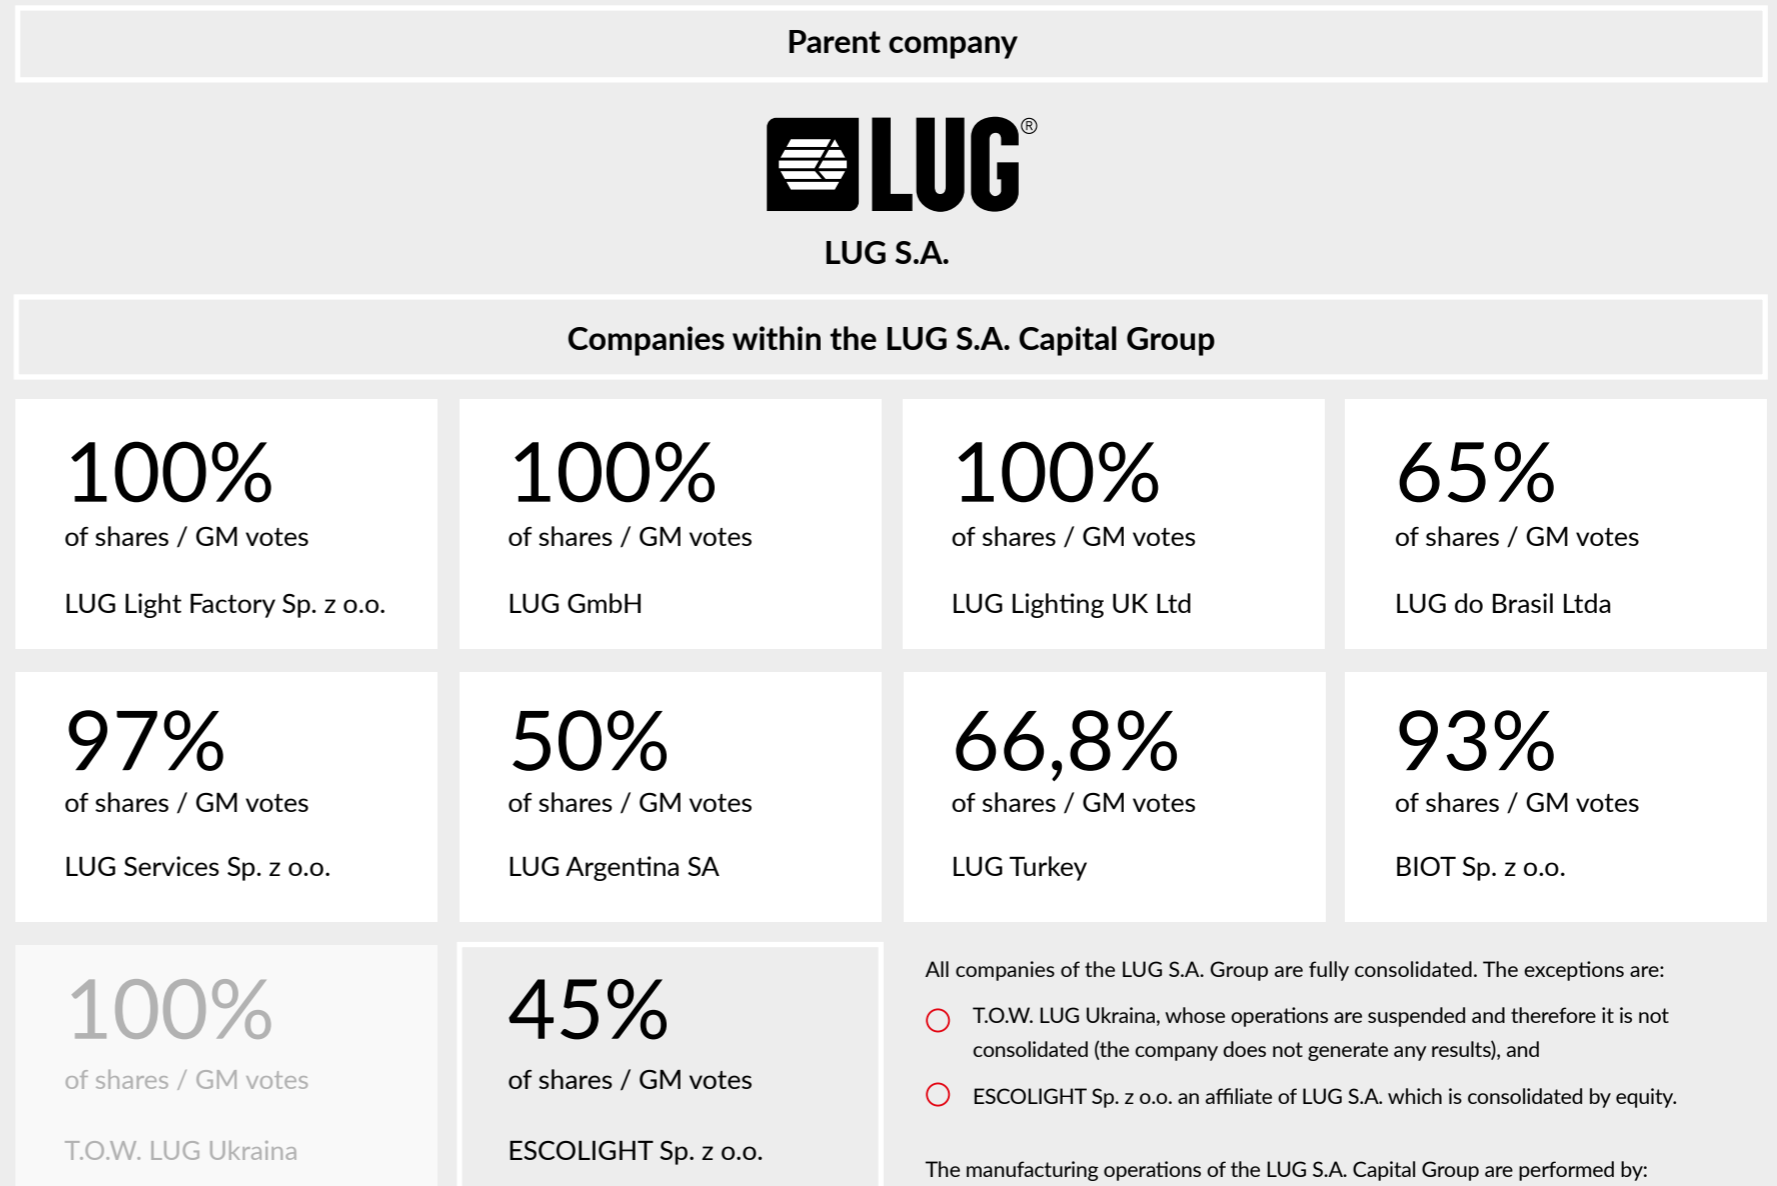 Parent company
LUG®
LUG S.A.
Companies within the LUG S.A. Capital Group
100%
of shares / GM votes
LUG Light Factory Sp. z o.o.
100%
of shares / GM votes
LUG GmbH
100%
of shares / GM votes
LUG Lighting UK Ltd
65%
of shares / GM votes
LUG do Brasil Ltda
97%
of shares / GM votes
LUG Services Sp. z o.o.
50%
of shares / GM votes
LUG Argentina SA
66,8%
of shares / GM votes
LUG Turkey
93%
of shares / GM votes
BIOT Sp. z o.o.
100%
of shares / GM votes
T.O.W. LUG Ukraina
45%
of shares / GM votes
ESCOLIGHT Sp. z o.o.
All companies of the LUG S.A. Group are fully consolidated. The exceptions are:
T.O.W. LUG Ukraina, whose operations are suspended and therefore it is not
consolidated (the company does not generate any results), and
ESCOLIGHT Sp. z o.o. an affiliate of LUG S.A. which is consolidated by equity.
The manufacturing operations of the LUG S.A. Capital Group are performed by: